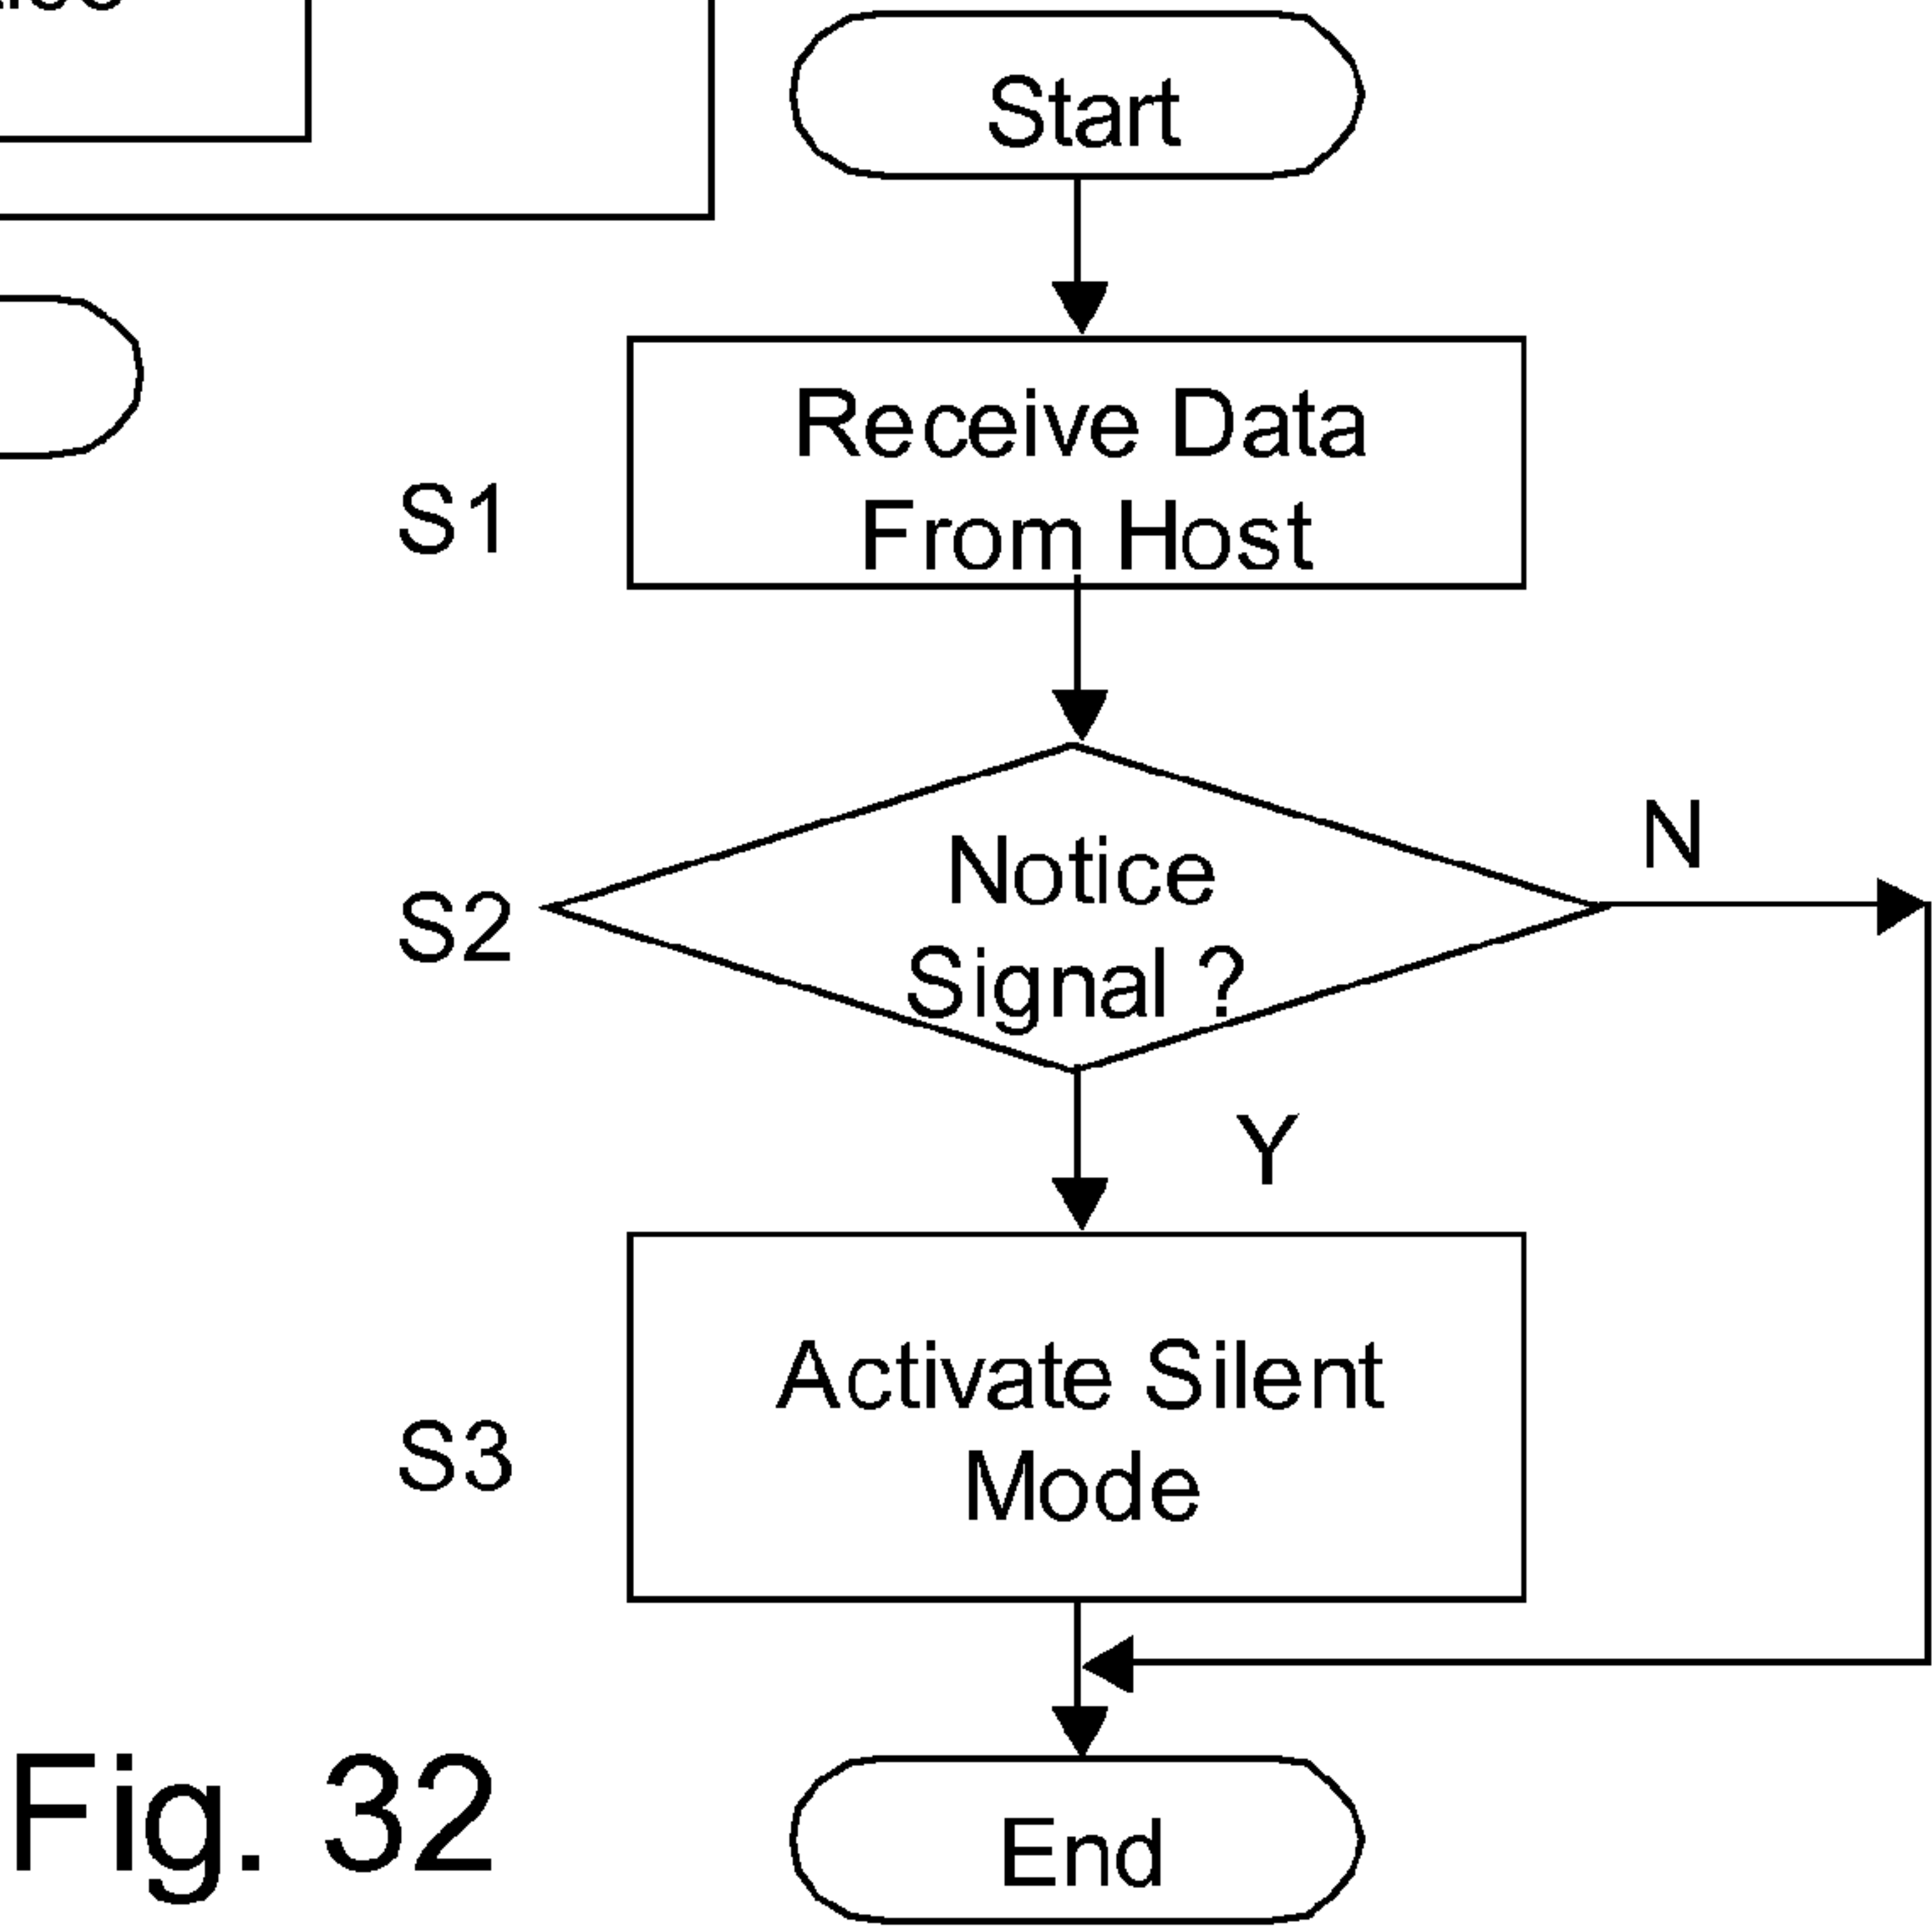 Start
Receive Data
From Host
S1
Notice
Signal ?
N
S2
Y
Activate Silent
Mode
S3
Fig. 32
End